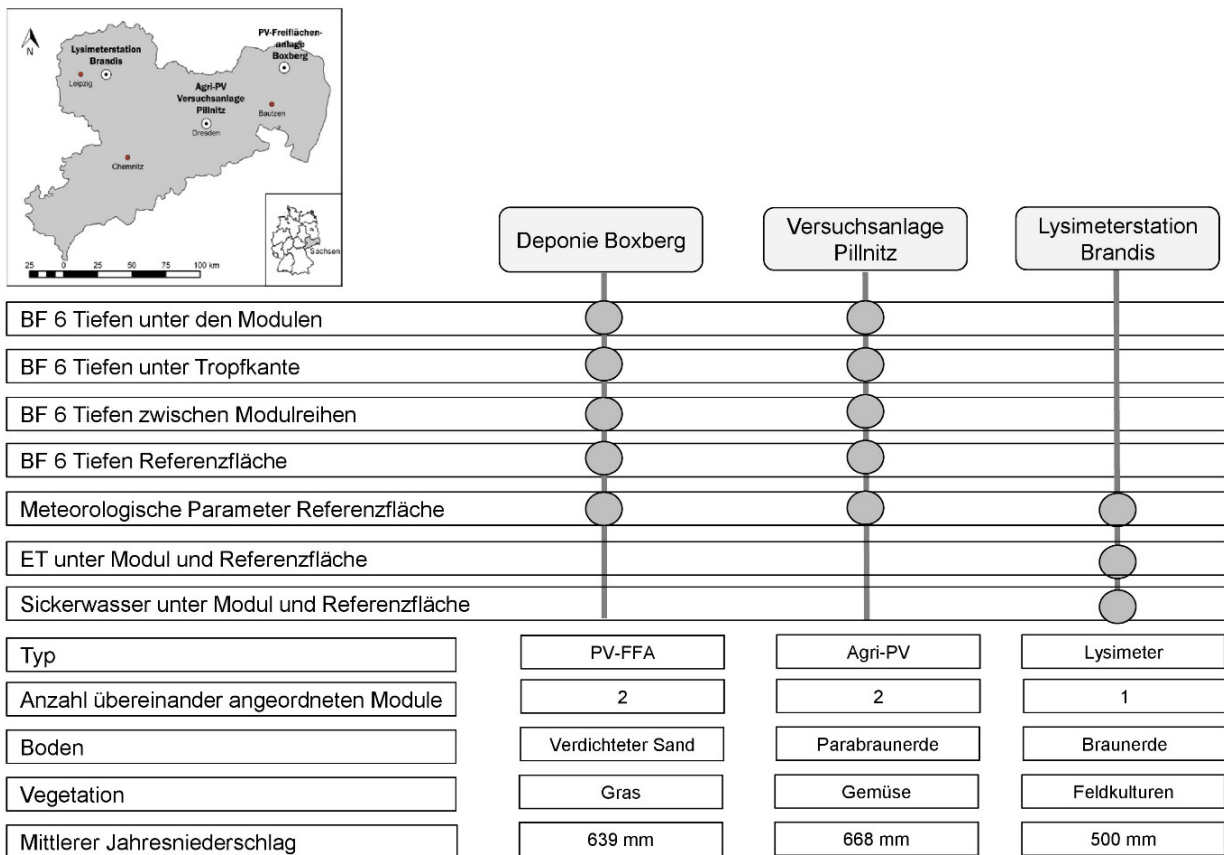 N
Lysimeterstation
Brandis
Leipzig
PV-Freiflächen-
anlage
Boxberg
Agri-PV
Versuchsanlage
Pillnitz
Dresden
Bautzen
Chemnitz
Sachsen
25 0 25 50 75 100 km
Deponie Boxberg
Versuchsanlage
Pillnitz
Lysimeterstation
Brandis
BF 6 Tiefen unter den Modulen
BF 6 Tiefen unter Tropfkante
BF 6 Tiefen zwischen Modulreihen
BF 6 Tiefen Referenzfläche
Meteorologische Parameter Referenzfläche
ET unter Modul und Referenzfläche
Sickerwasser unter Modul und Referenzfläche
Typ PV-FFA Agri-PV Lysimeter
Anzahl übereinander angeordneten Module 2 2 1
Boden Verdichteter Sand Parabraunerde Braunerde
Vegetation Gras Gemüse Feldkulturen
Mittlerer Jahresniederschlag 639 mm 668 mm 500 mm